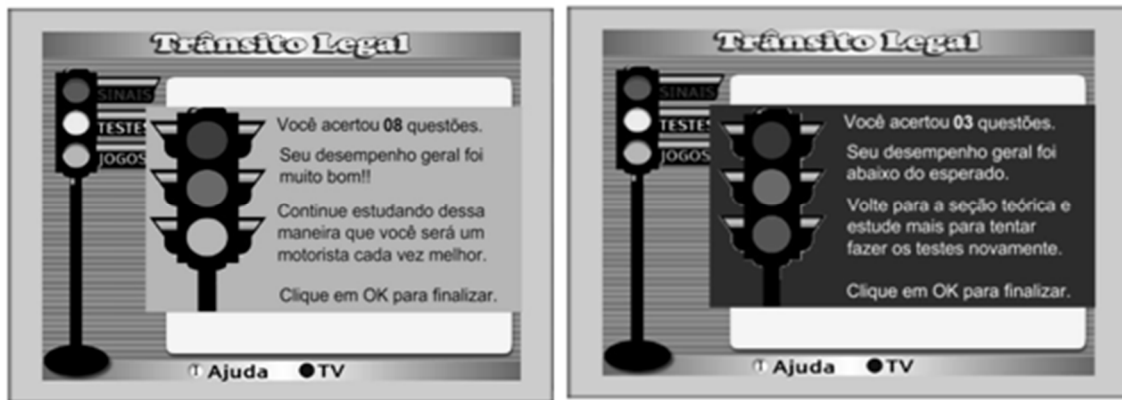 Trânsito Legal
SINAIS
TESTES
JOGOS
Você acertou 08 questões.
Seu desempenho geral foi
muito bom!!
Continue estudando dessa
maneira que você será um
motorista cada vez melhor.
Clique em OK para finalizar.
Ajuda TV
Trânsito Legal
SINAIS
TESTES
JOGOS
Você acertou 03 questões.
Seu desempenho geral foi
abaixo do esperado.
Volte para a seção teórica e
estude mais para tentar
fazer os testes novamente.
Clique em OK para finalizar.
Ajuda TV